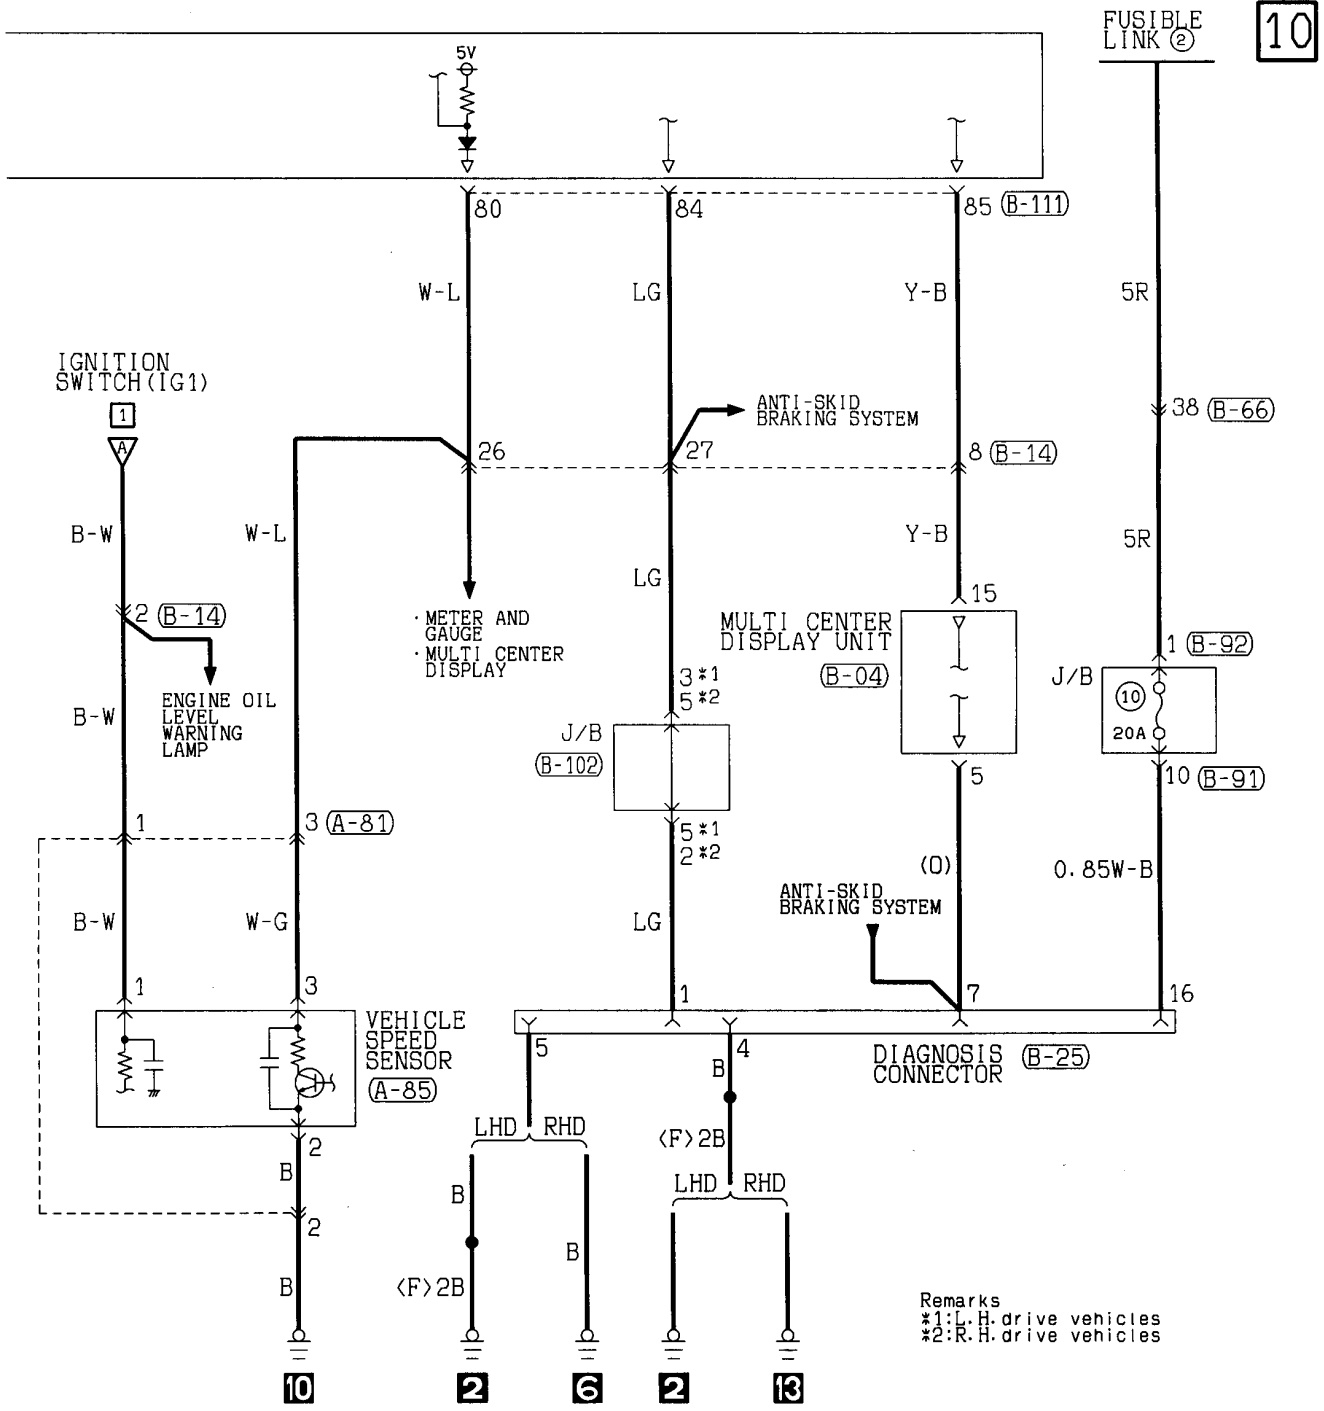 FUSIBLE
LINK ②
10
5V
80
84
85 (B-111)
W-L
LG
Y-B
5R
IGNITION
SWITCH(IG1)
1
A
38 (B-66)
ANTI-SKID
BRAKING SYSTEM
26
27
8 (B-14)
B-W
W-L
Y-B
5R
LG
2 (B-14)
15
· METER AND
GAUGE
· MULTI CENTER
DISPLAY
MULTI CENTER
DISPLAY UNIT
(B-04)
1 (B-92)
J/B
10
20A
ENGINE OIL
LEVEL
WARNING
LAMP
B-W
3*1
5*2
J/B
(B-102)
5
10 (B-91)
1
3 (A-81)
5*1
2*2
(O)
0.85W-B
ANTI-SKID
BRAKING SYSTEM
B-W
W-G
LG
1
3
1
7
16
VEHICLE
SPEED
SENSOR
(A-85)
5
4
DIAGNOSIS
CONNECTOR
(B-25)
B
LHD RHD
<F>2B
2
B
LHD RHD
B
2
B
B
<F>2B
Remarks
*1:L.H.drive vehicles
*2:R.H.drive vehicles
10
2
6
2
13